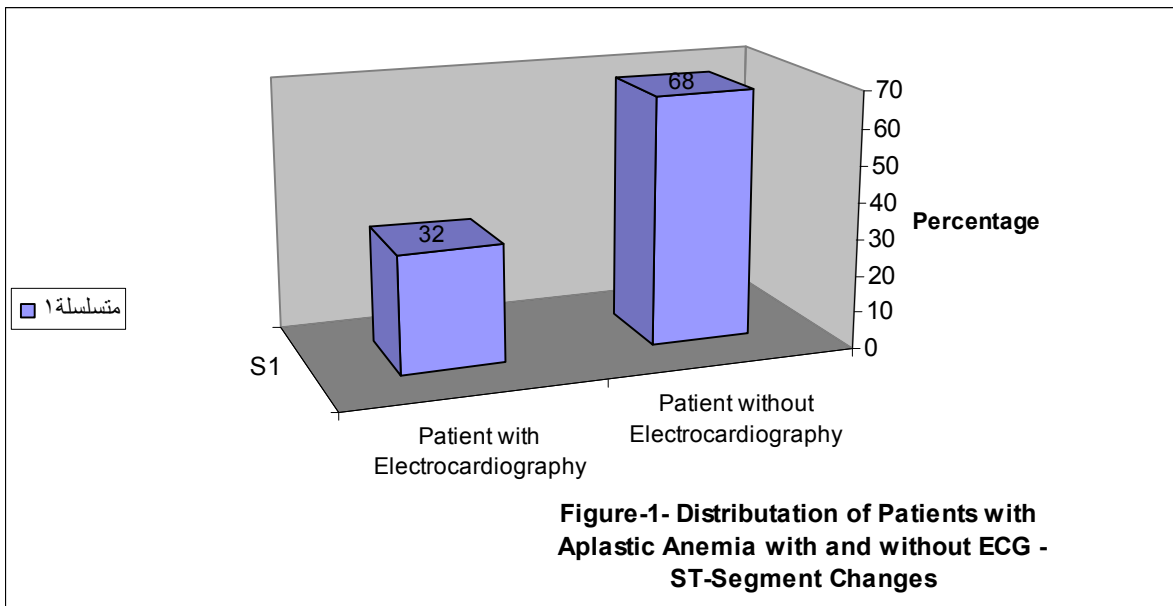 68
32
70
60
50
40
30
20
10
0
Percentage
متسلسلة١
S1
Patient with
Electrocardiography
Patient without
Electrocardiography
Figure-1- Distributation of Patients with
Aplastic Anemia with and without ECG -
ST-Segment Changes